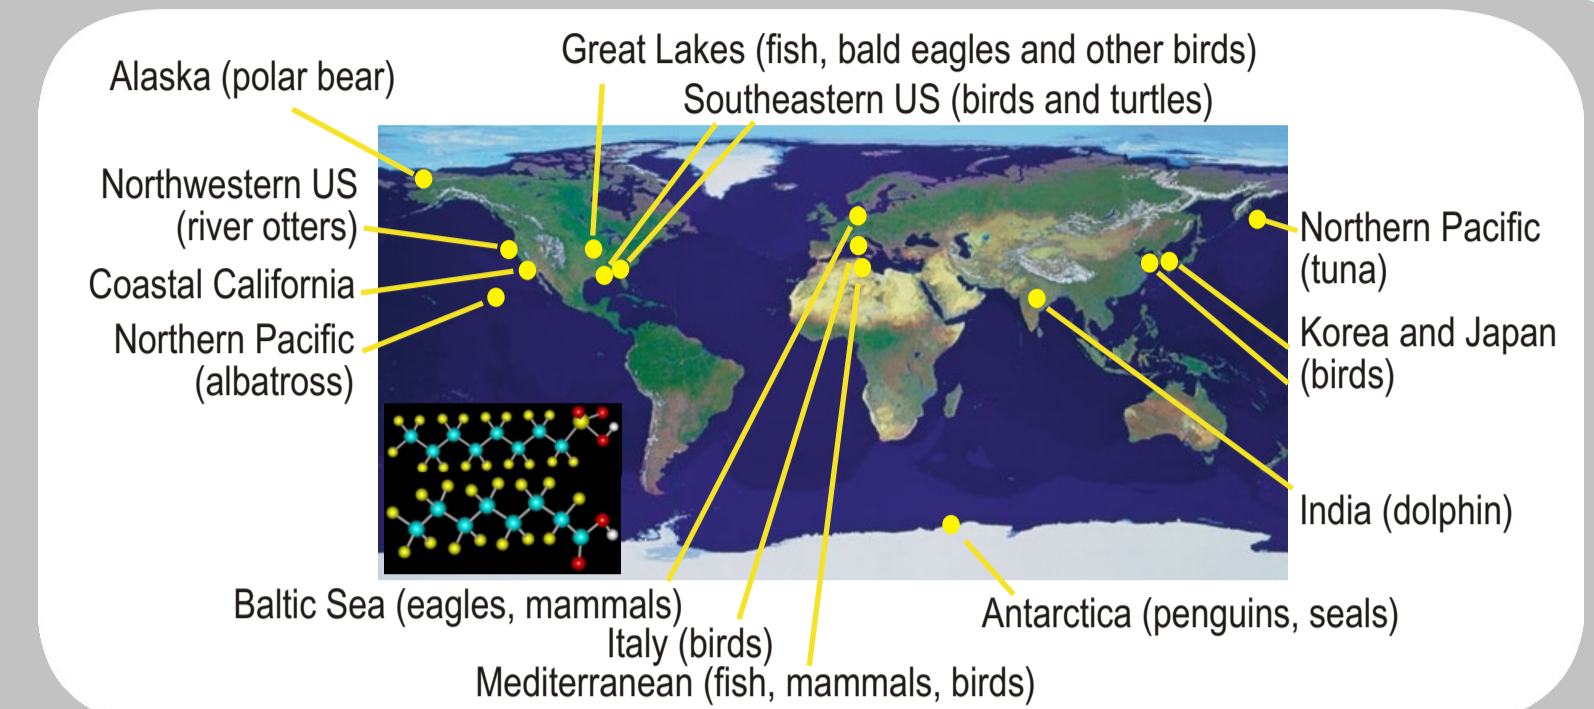 Great Lakes (fish, bald eagles and other birds)
Alaska (polar bear)
Southeastern US (birds and turtles)
Northwestern US
(river otters)
Coastal California
Northern Pacific
(albatross)
Northern Pacific
(tuna)
Korea and Japan
(birds)
India (dolphin)
Baltic Sea (eagles, mammals)
Italy (birds)
Mediterranean (fish, mammals, birds)
Antarctica (penguins, seals)